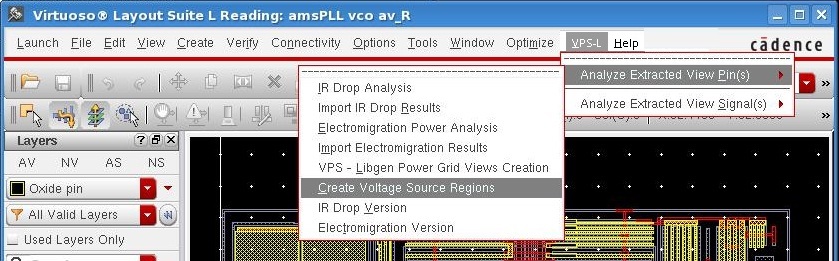 Virtuoso® Layout Suite L Reading: amsPLL vco av_R
Launch File Edit View Create Verify Connectivity Options Tools Window Optimize VPS-L Help cādence
Analyze Extracted View Pin(s)
Analyze Extracted View Signal(s)
IR Drop Analysis
Import IR Drop Results
Electromigration Power Analysis
Import Electromigration Results
VPS - Libgen Power Grid Views Creation
Create Voltage Source Regions
IR Drop Version
Electromigration Version
Layers
AV NV AS NS
Oxide pin
All Valid Layers
Used Layers Only